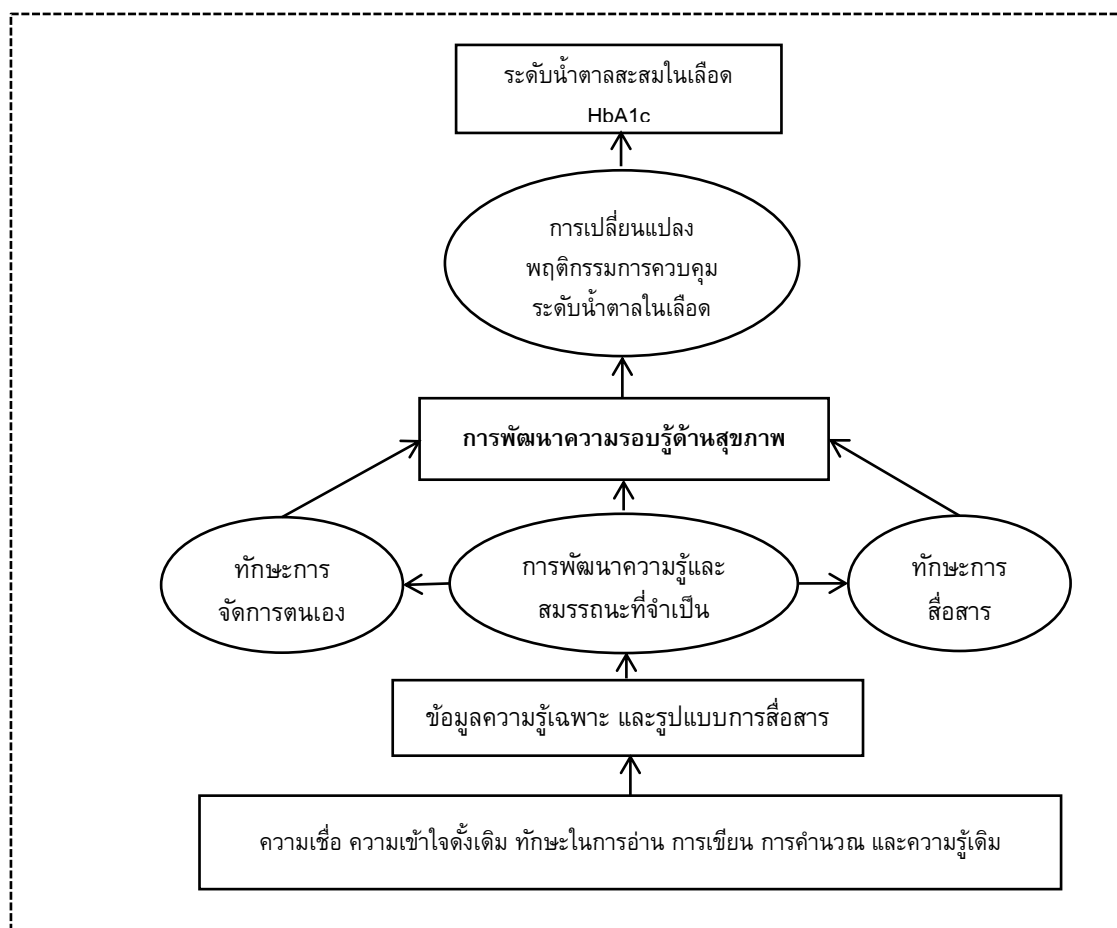 ระดับน้ำตาลสะสมในเลือด
HbA1c
การเปลี่ยนแปลง
พฤติกรรมการควบคุม
ระดับน้ำตาลในเลือด
การพัฒนาความรอบรู้ด้านสุขภาพ
ทักษะการ
จัดการตนเอง
การพัฒนาความรู้และ
สมรรถนะที่จำเป็น
ทักษะการ
สื่อสาร
ข้อมูลความรู้เฉพาะ และรูปแบบการสื่อสาร
ความเชื่อ ความเข้าใจดั้งเดิม ทักษะในการอ่าน การเขียน การคำนวณ และความรู้เดิม